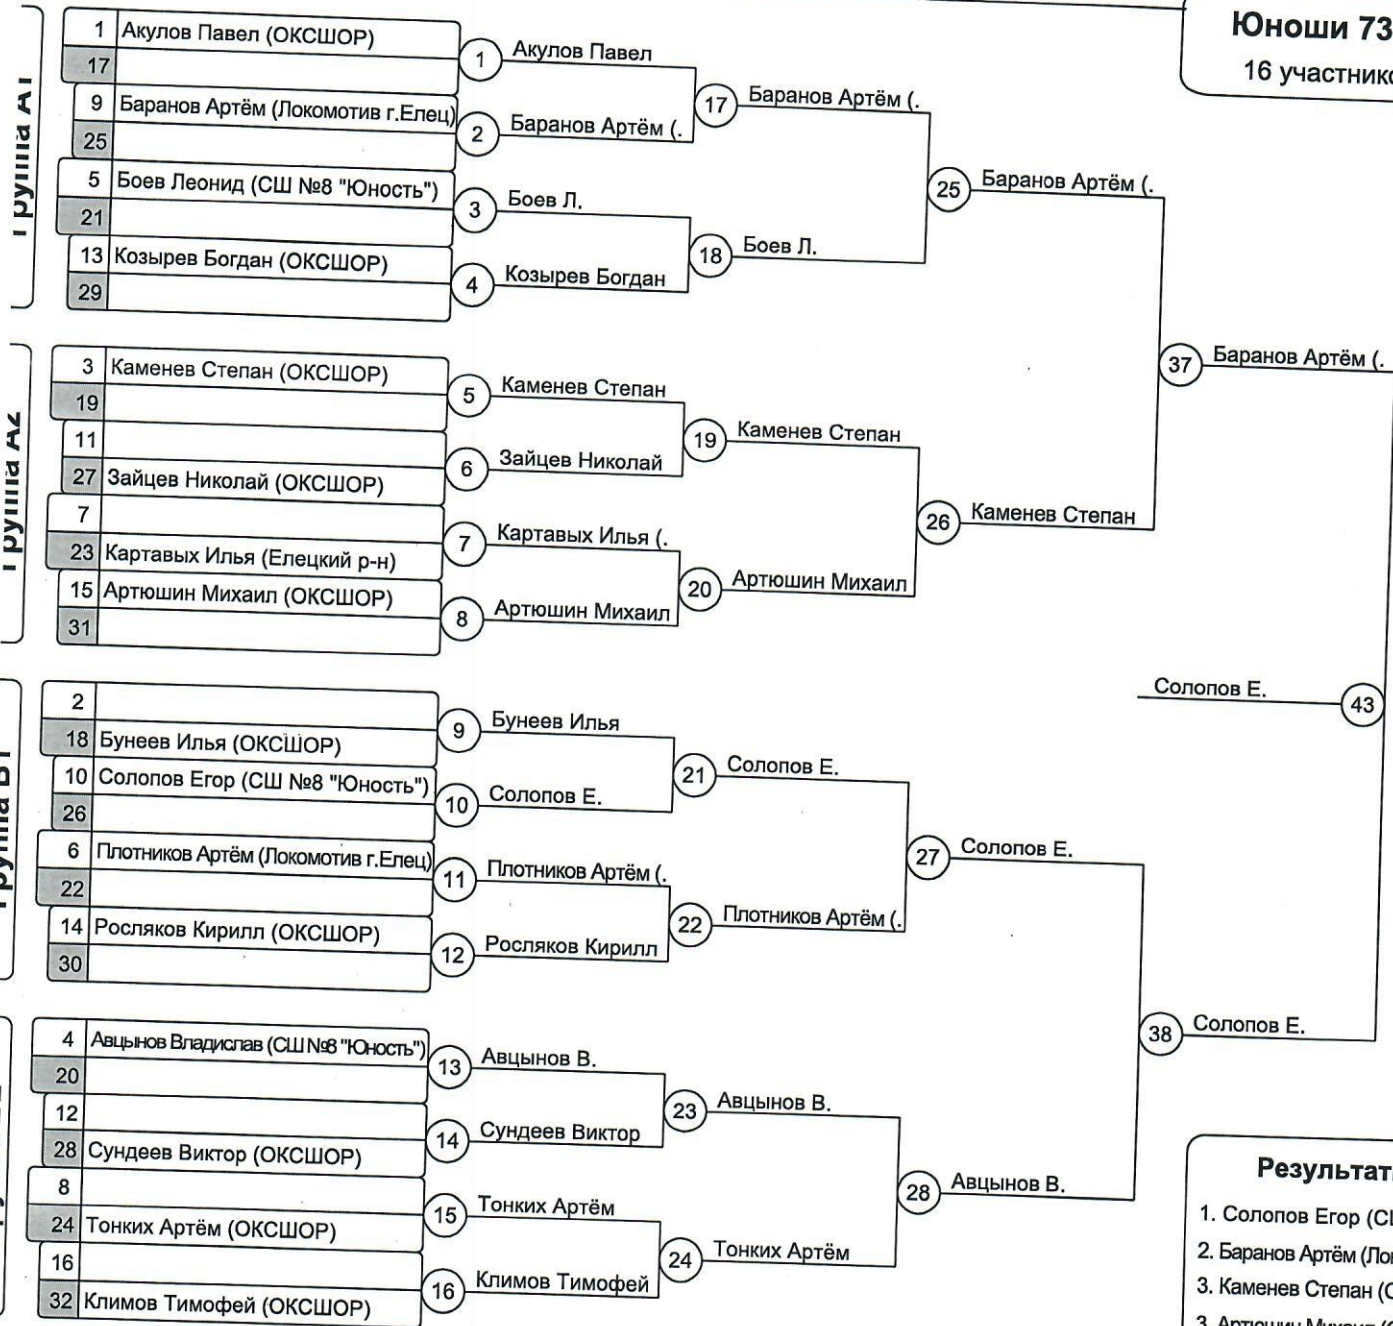 Юноши 73
16 участнико
Группа A1
1 Акулов Павел (ОКСШОР)
17
9 Баранов Артём (Локомотив г.Елец)
25
5 Боев Леонид (СШ №8 "Юность")
21
13 Козырев Богдан (ОКСШОР)
29
1 Акулов Павел
2 Баранов Артём (.
3 Боев Л.
4 Козырев Богдан
17 Баранов Артём (.
18 Боев Л.
25 Баранов Артём (.
Группа A2
3 Каменев Степан (ОКСШОР)
19
11
27 Зайцев Николай (ОКСШОР)
7
23 Картавых Илья (Елецкий р-н)
15 Артюшин Михаил (ОКСШОР)
31
5 Каменев Степан
6 Зайцев Николай
7 Картавых Илья (.
8 Артюшин Михаил
19 Каменев Степан
20 Артюшин Михаил
26 Каменев Степан
37 Баранов Артём (.
Солопов Е. 43
2
18 Бунеев Илья (ОКСШОР)
10 Солопов Егор (СШ №8 "Юность")
26
6 Плотников Артём (Локомотив г.Елец)
22
14 Росляков Кирилл (ОКСШОР)
30
9 Бунеев Илья
10 Солопов Е.
11 Плотников Артём (.
12 Росляков Кирилл
21 Солопов Е.
22 Плотников Артём (.
27 Солопов Е.
4 Авцынов Владислав (СШ №8 "Юность")
20
12
28 Сундеев Виктор (ОКСШОР)
8
24 Тонких Артём (ОКСШОР)
16
32 Климов Тимофей (ОКСШОР)
13 Авцынов В.
14 Сундеев Виктор
15 Тонких Артём
16 Климов Тимофей
23 Авцынов В.
24 Тонких Артём
28 Авцынов В.
38 Солопов Е.
Результат
1. Солопов Егор (С
2. Баранов Артём (Ло
3. Каменев Степан (О
3. Артюшин Михаил